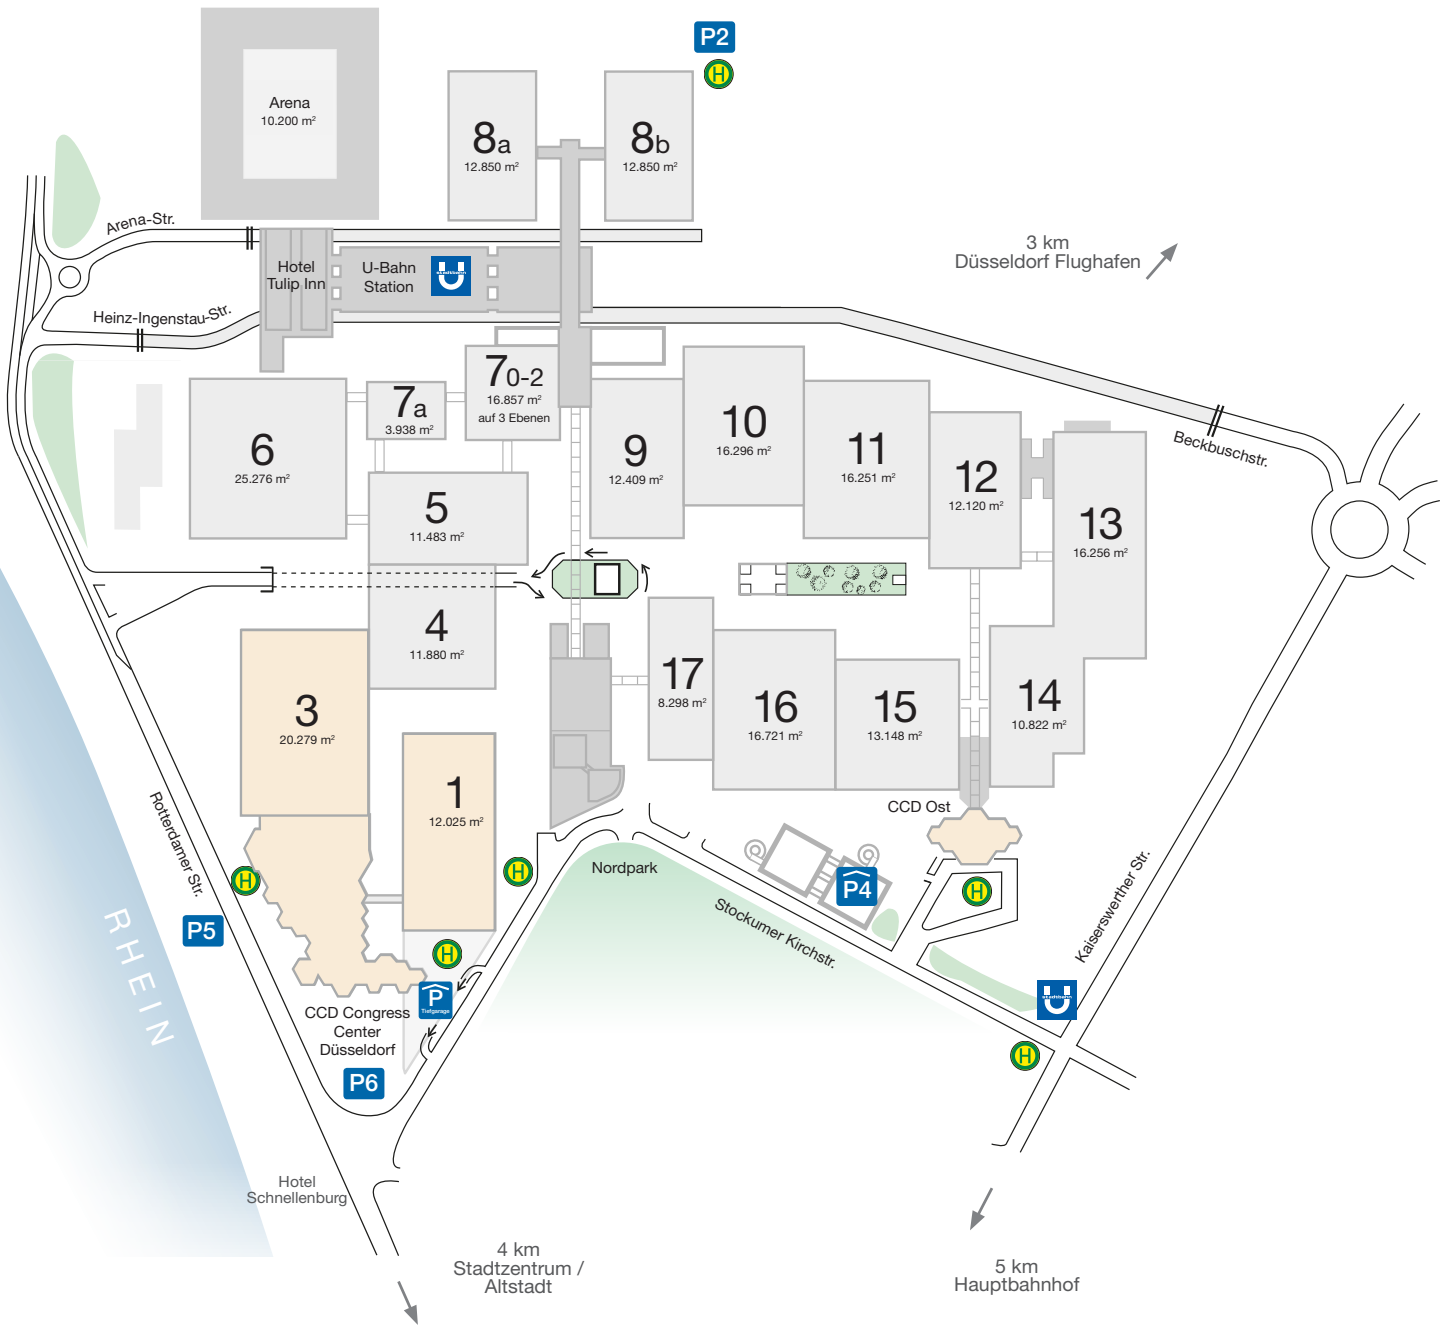 P2
H
Arena
10.200 m²
8a
12.850 m²
8b
12.850 m²
Arena-Str.
3 km
Düsseldorf Flughafen
Hotel
Tulip Inn
U-Bahn
Station
stadtbahn
U
Heinz-Ingenstau-Str.
70-2
16.857 m²
auf 3 Ebenen
7a
3.938 m²
6
25.276 m²
9
12.409 m²
10
16.296 m²
11
16.251 m²
12
12.120 m²
13
16.256 m²
Beckbuschstr.
5
11.483 m²
4
11.880 m²
3
20.279 m²
17
8.298 m²
16
16.721 m²
15
13.148 m²
14
10.822 m²
1
12.025 m²
CCD Ost
Rotterdamer Str.
H
H
Nordpark
P4
H
Stockumer Kirchstr.
Kaiserswerther Str.
P5
RHEIN
H
P
Tiefgarage
CCD Congress
Center
Düsseldorf
P6
stadtbahn
U
H
Hotel
Schnellenburg
4 km
Stadtzentrum /
Altstadt
5 km
Hauptbahnhof